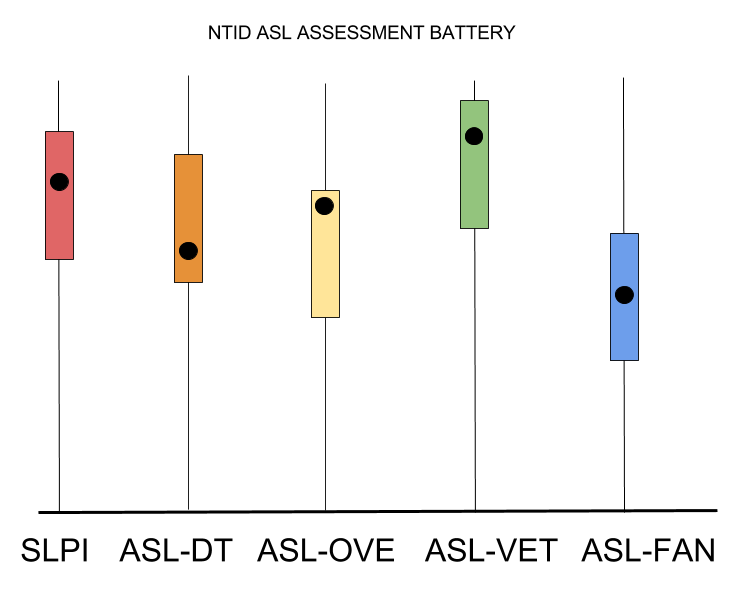 NTID ASL ASSESSMENT BATTERY
SLPI ASL-DT ASL-OVE ASL-VET ASL-FAN